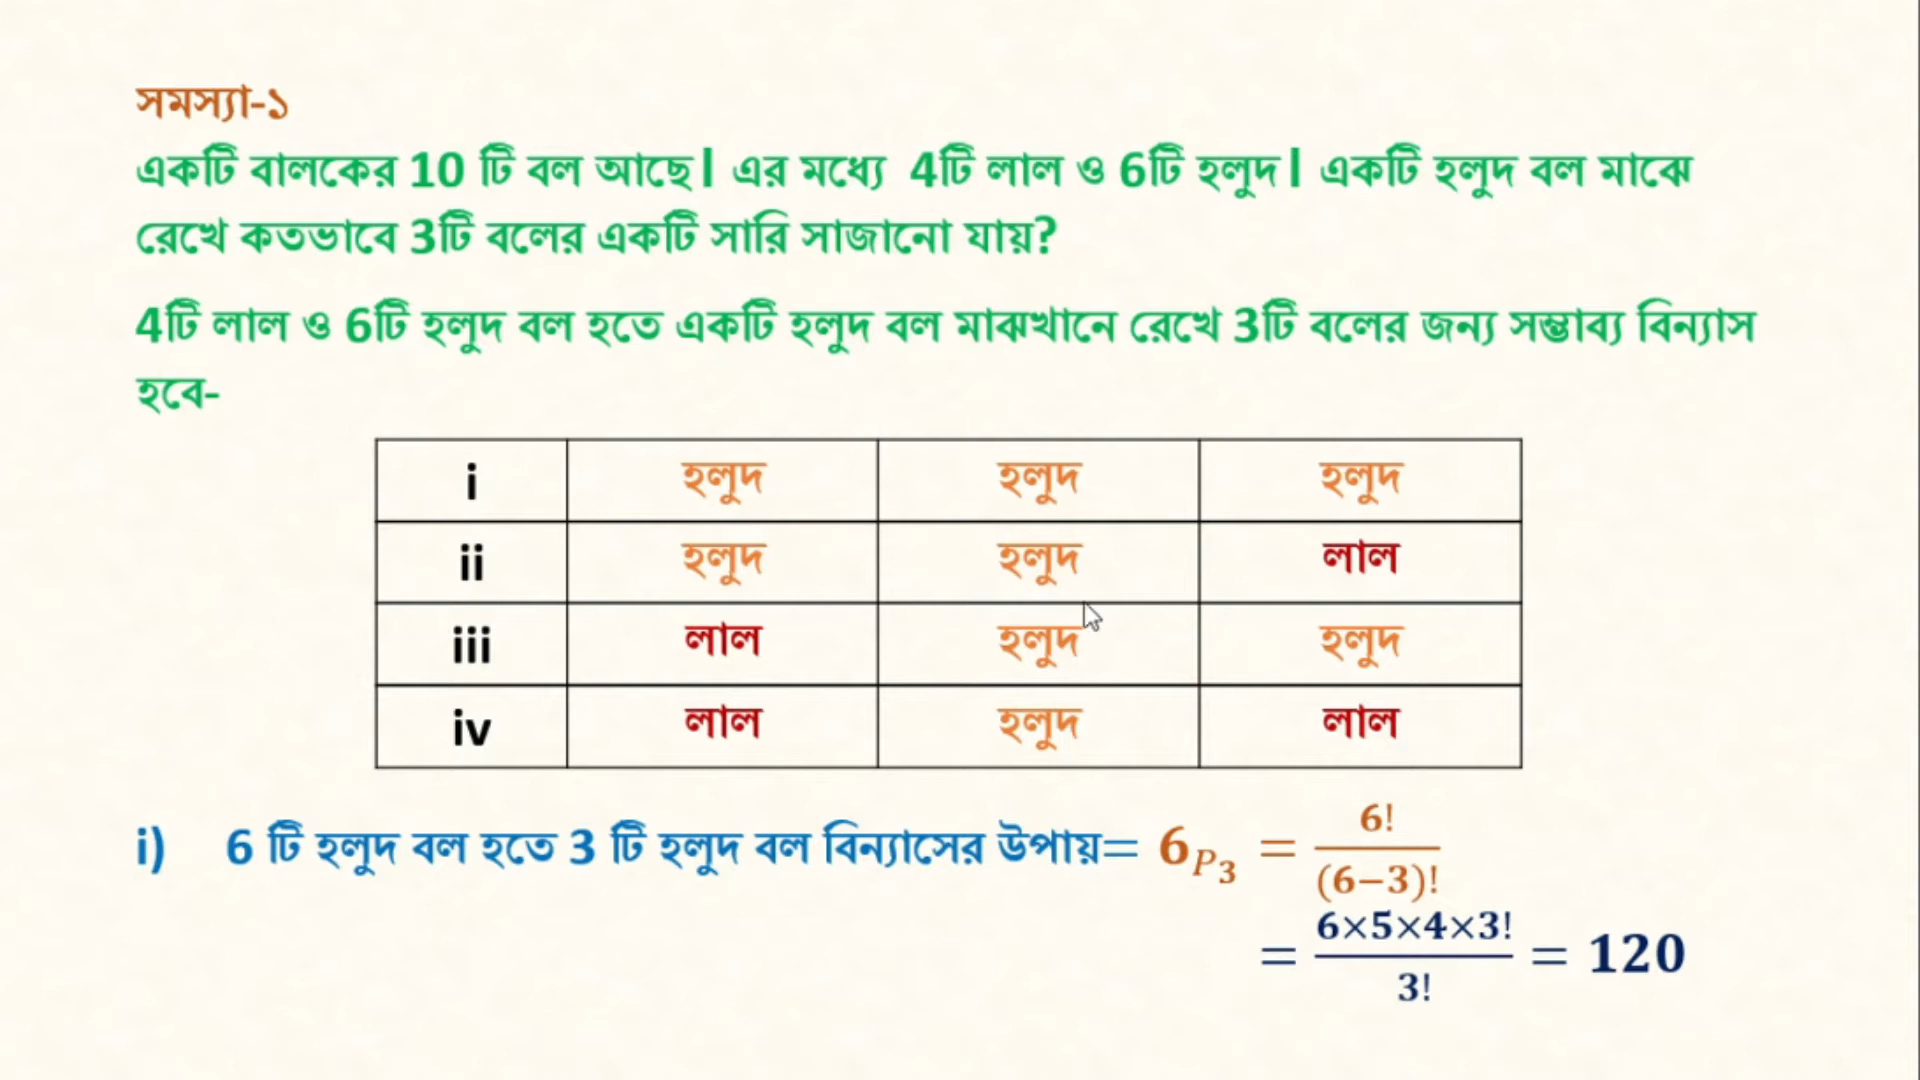 সমস্যা-১
একটি বালকের 10 টি বল আছে। এর মধ্যে 4টি লাল ও 6টি হলুদ। একটি হলুদ বল মাঝে
রেখে কতভাবে 3টি বলের একটি সারি সাজানো যায়?
4টি লাল ও 6টি হলুদ বল হতে একটি হলুদ বল মাঝখানে রেখে 3টি বলের জন্য সম্ভাব্য বিন্যাস
হবে-
i হলুদ হলুদ হলুদ
ii হলুদ হলুদ লাল
iii লাল হলুদ হলুদ
iv লাল হলুদ লাল
i) 6 টি হলুদ বল হতে 3 টি হলুদ বল বিন্যাসের উপায়= 6P₃ = 6!/(6−3)!
= 6×5×4×3!/3! = 120